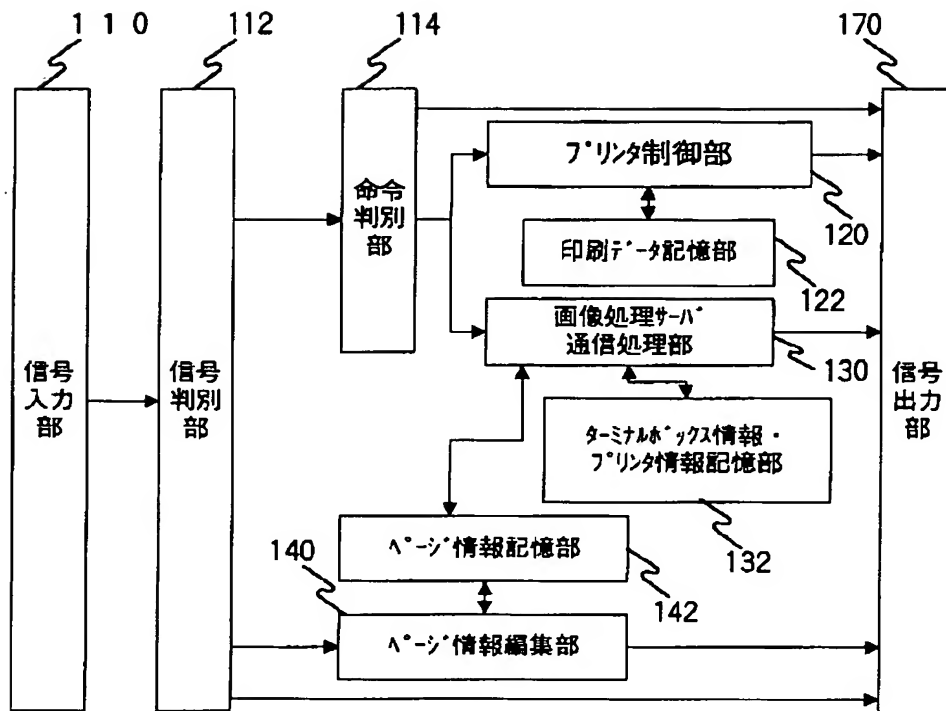 １１０
112
114
170
プリンタ制御部
120
命令
判別
部
印刷データ記憶部
122
画像処理サーバ
通信処理部
130
信号
入力
部
信号
判別
部
信号
出力
部
ターミナルボックス情報・
プリンタ情報記憶部
132
140
ページ情報記憶部
142
ページ情報編集部